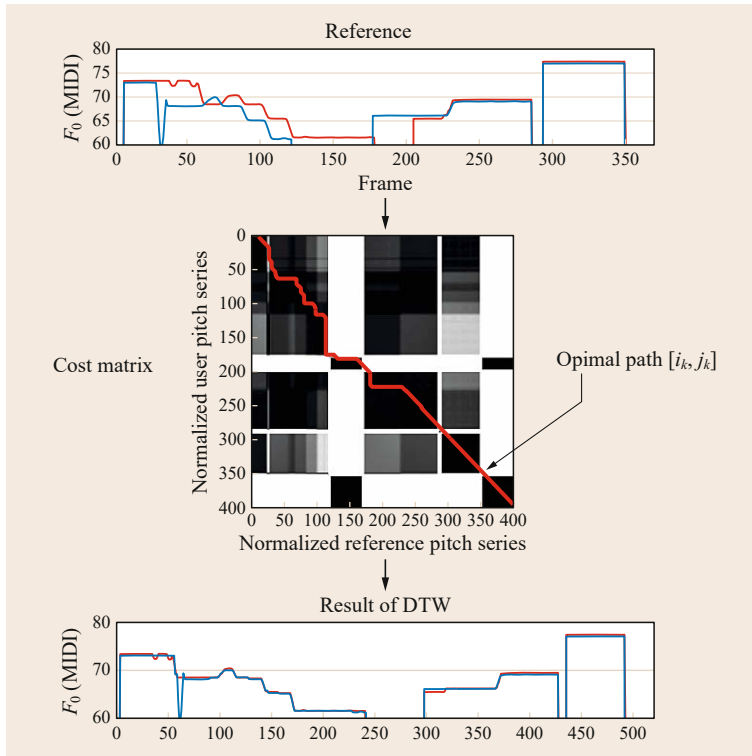 Reference
F0 (MIDI)
80
75
70
65
60
0 50 100 150 200 250 300 350
Frame
Cost matrix
Normalized user pitch series
0
50
100
150
200
250
300
350
400
0 50 100 150 200 250 300 350 400
Normalized reference pitch series
Opimal path [ik, jk]
Result of DTW
F0 (MIDI)
80
70
60
0 50 100 150 200 250 300 350 400 450 500